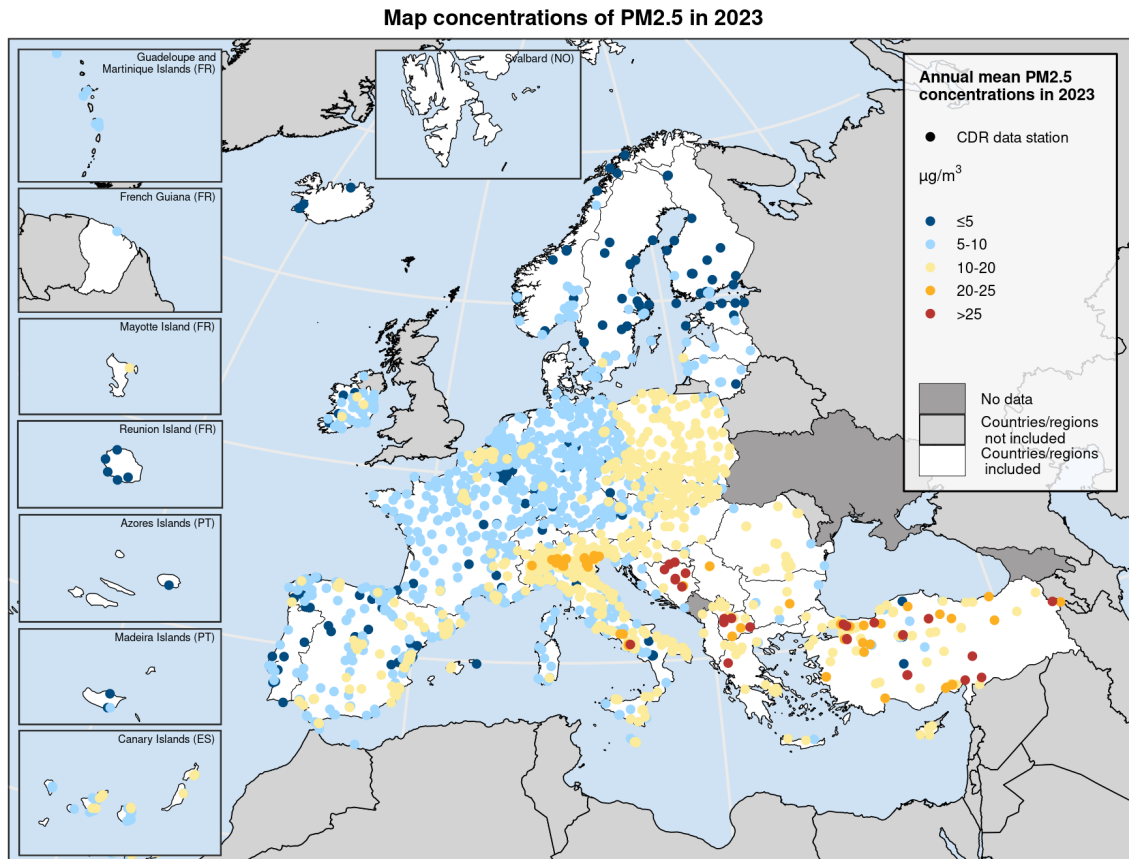 Map concentrations of PM2.5 in 2023
Guadeloupe and
Martinique Islands (FR)
French Guiana (FR)
Mayotte Island (FR)
Reunion Island (FR)
Azores Islands (PT)
Madeira Islands (PT)
Canary Islands (ES)
Svalbard (NO)
Annual mean PM2.5
concentrations in 2023
CDR data station
µg/m³
≤5
5-10
10-20
20-25
>25
No data
Countries/regions
not included
Countries/regions
included